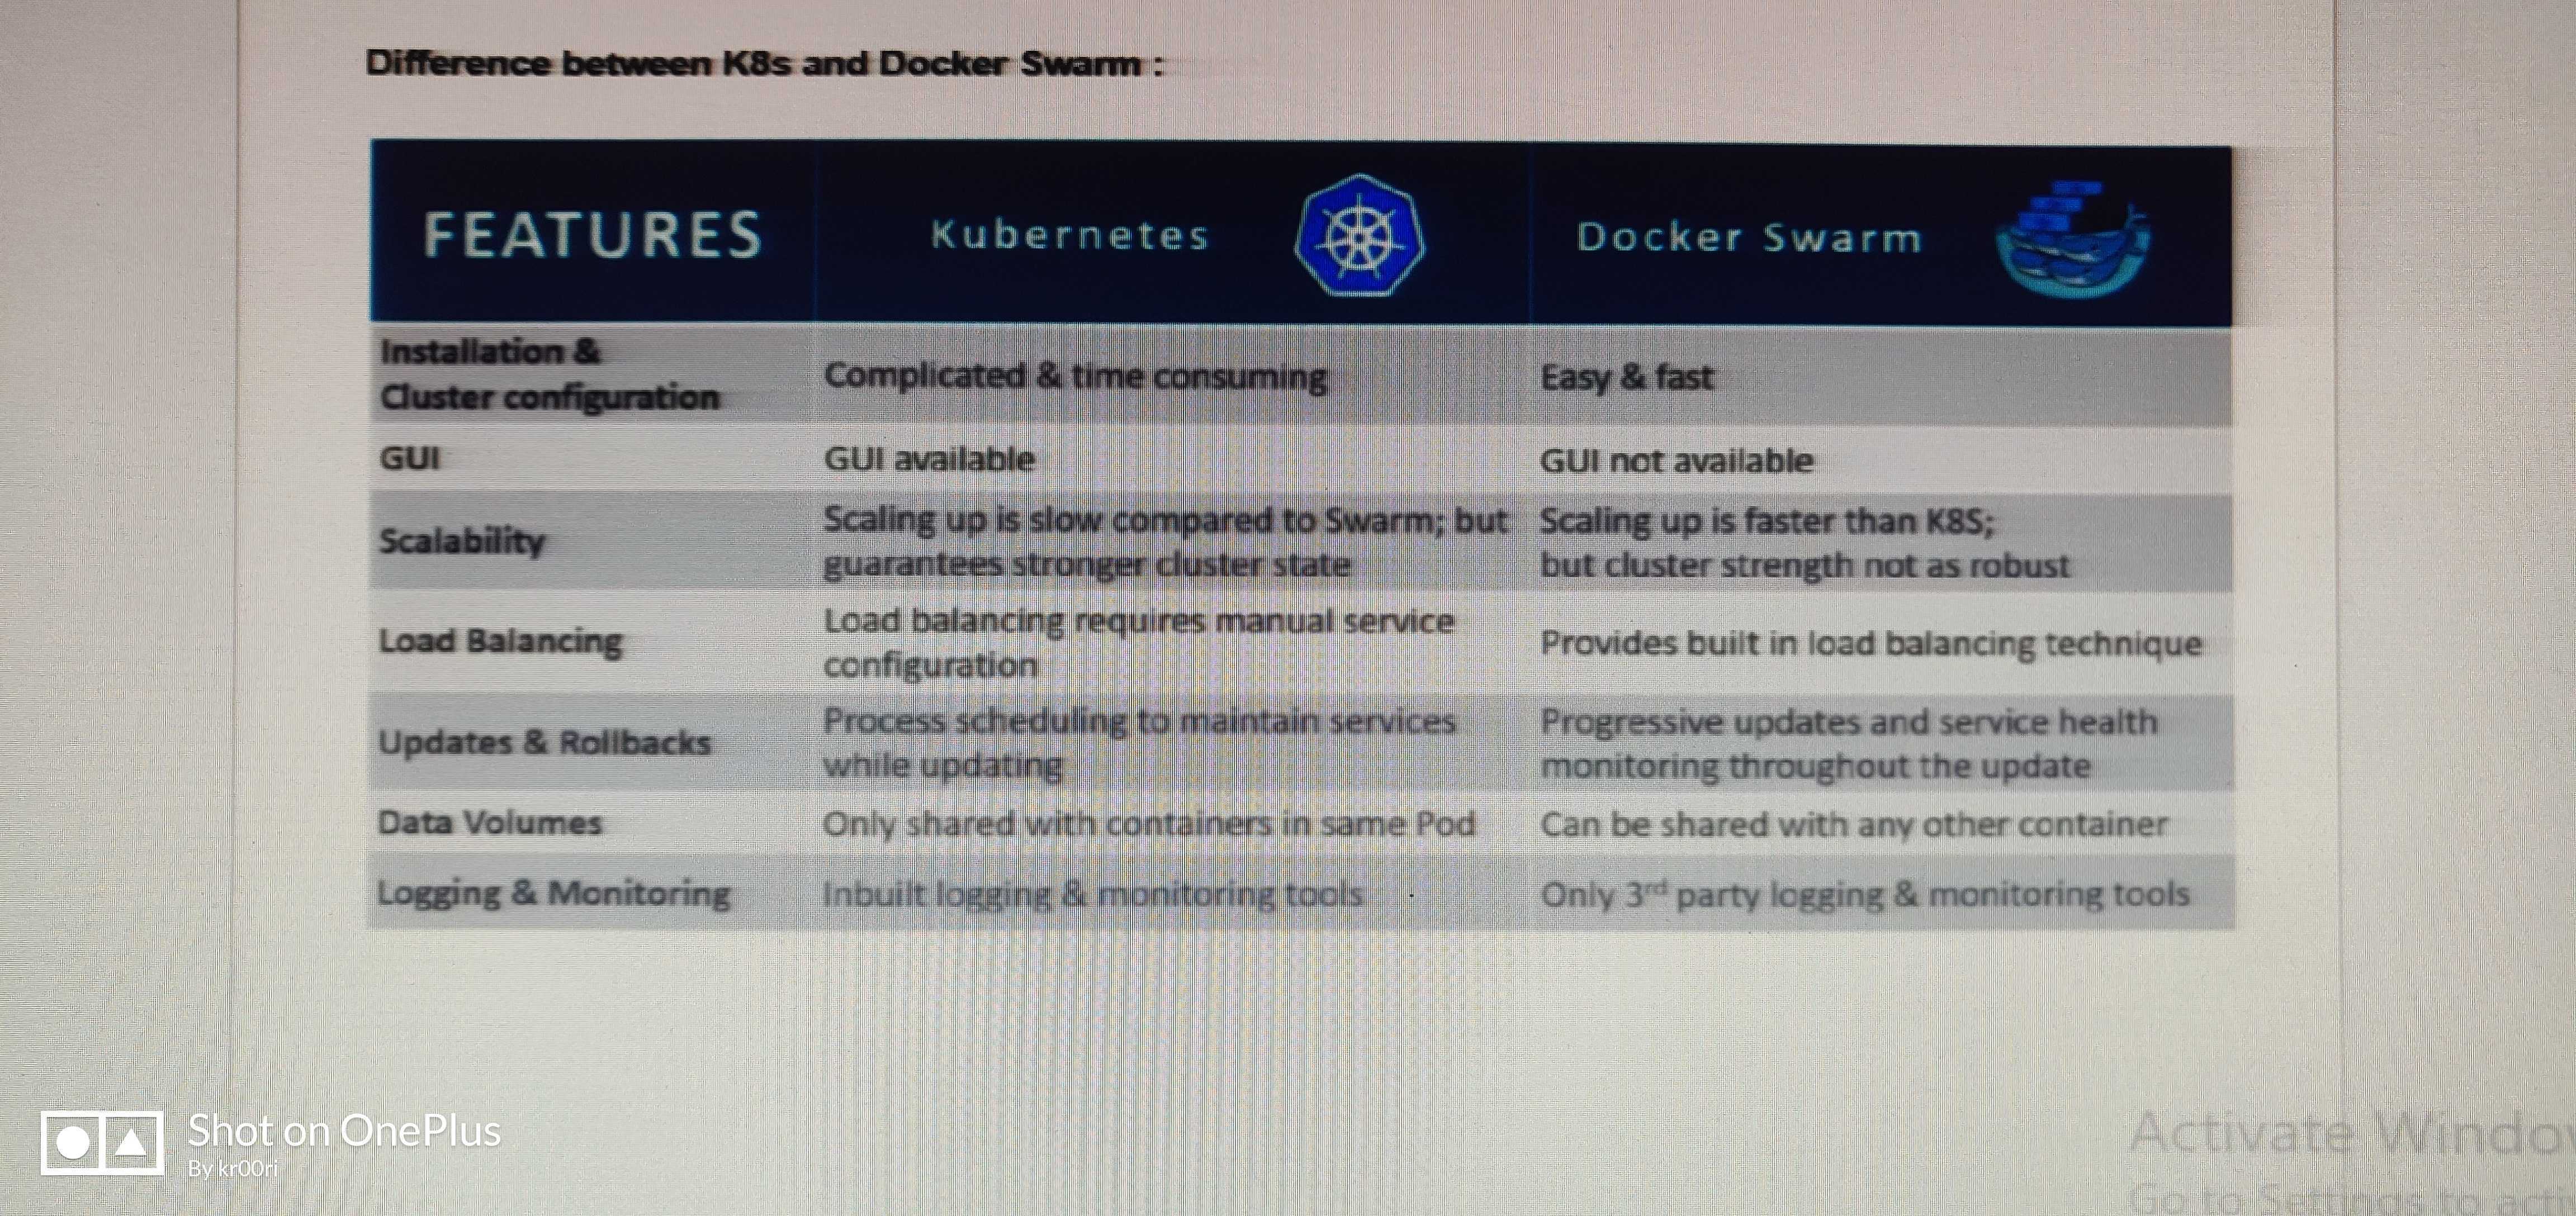 Difference between K8s and Docker Swarm :
FEATURES
Kubernetes
Docker Swarm
Installation &
Cluster configuration
Complicated & time consuming
Easy & fast
GUI
GUI available
GUI not available
Scalability
Scaling up is slow compared to Swarm; but
guarantees stronger cluster state
Scaling up is faster than K8S;
but cluster strength not as robust
Load Balancing
Load balancing requires manual service
configuration
Provides built in load balancing technique
Updates & Rollbacks
Process scheduling to maintain services
while updating
Progressive updates and service health
monitoring throughout the update
Data Volumes
Only shared with containers in same Pod
Can be shared with any other container
Logging & Monitoring
Inbuilt logging & monitoring tools
Only 3rd party logging & monitoring tools
Shot on OnePlus
By kr00ri
Activate Windo
Go to Settings to acti